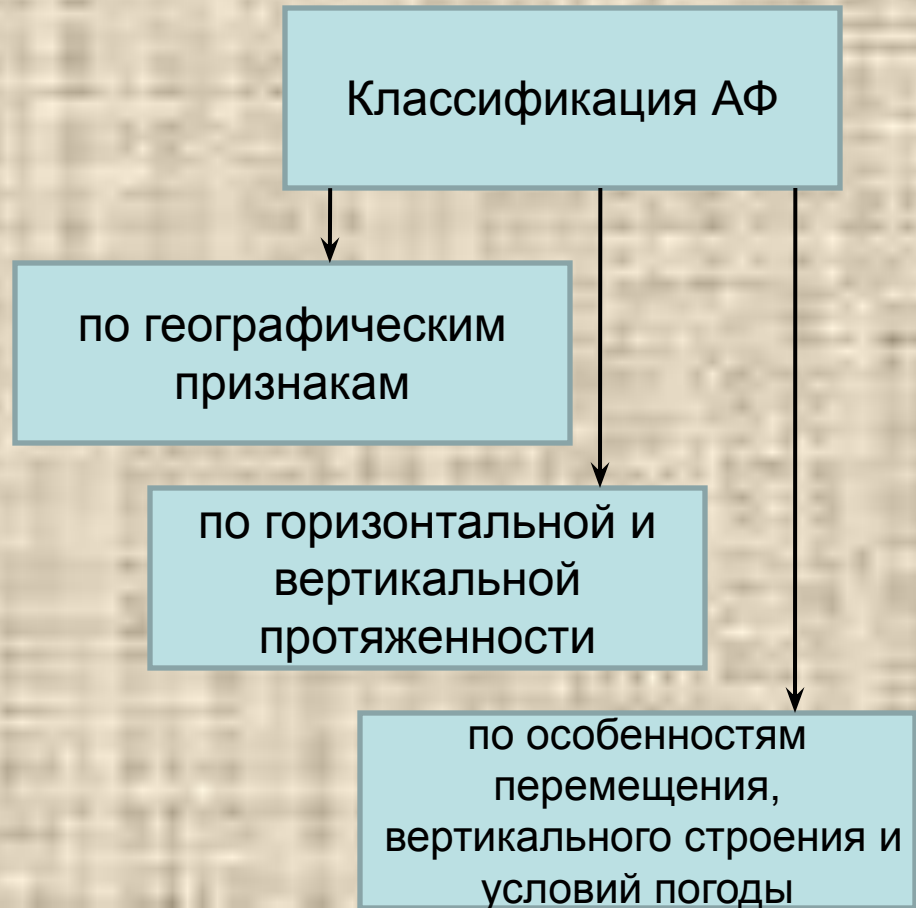 Классификация АФ
по географическим
признакам
по горизонтальной и
вертикальной
протяженности
по особенностям
перемещения,
вертикального строения и
условий погоды